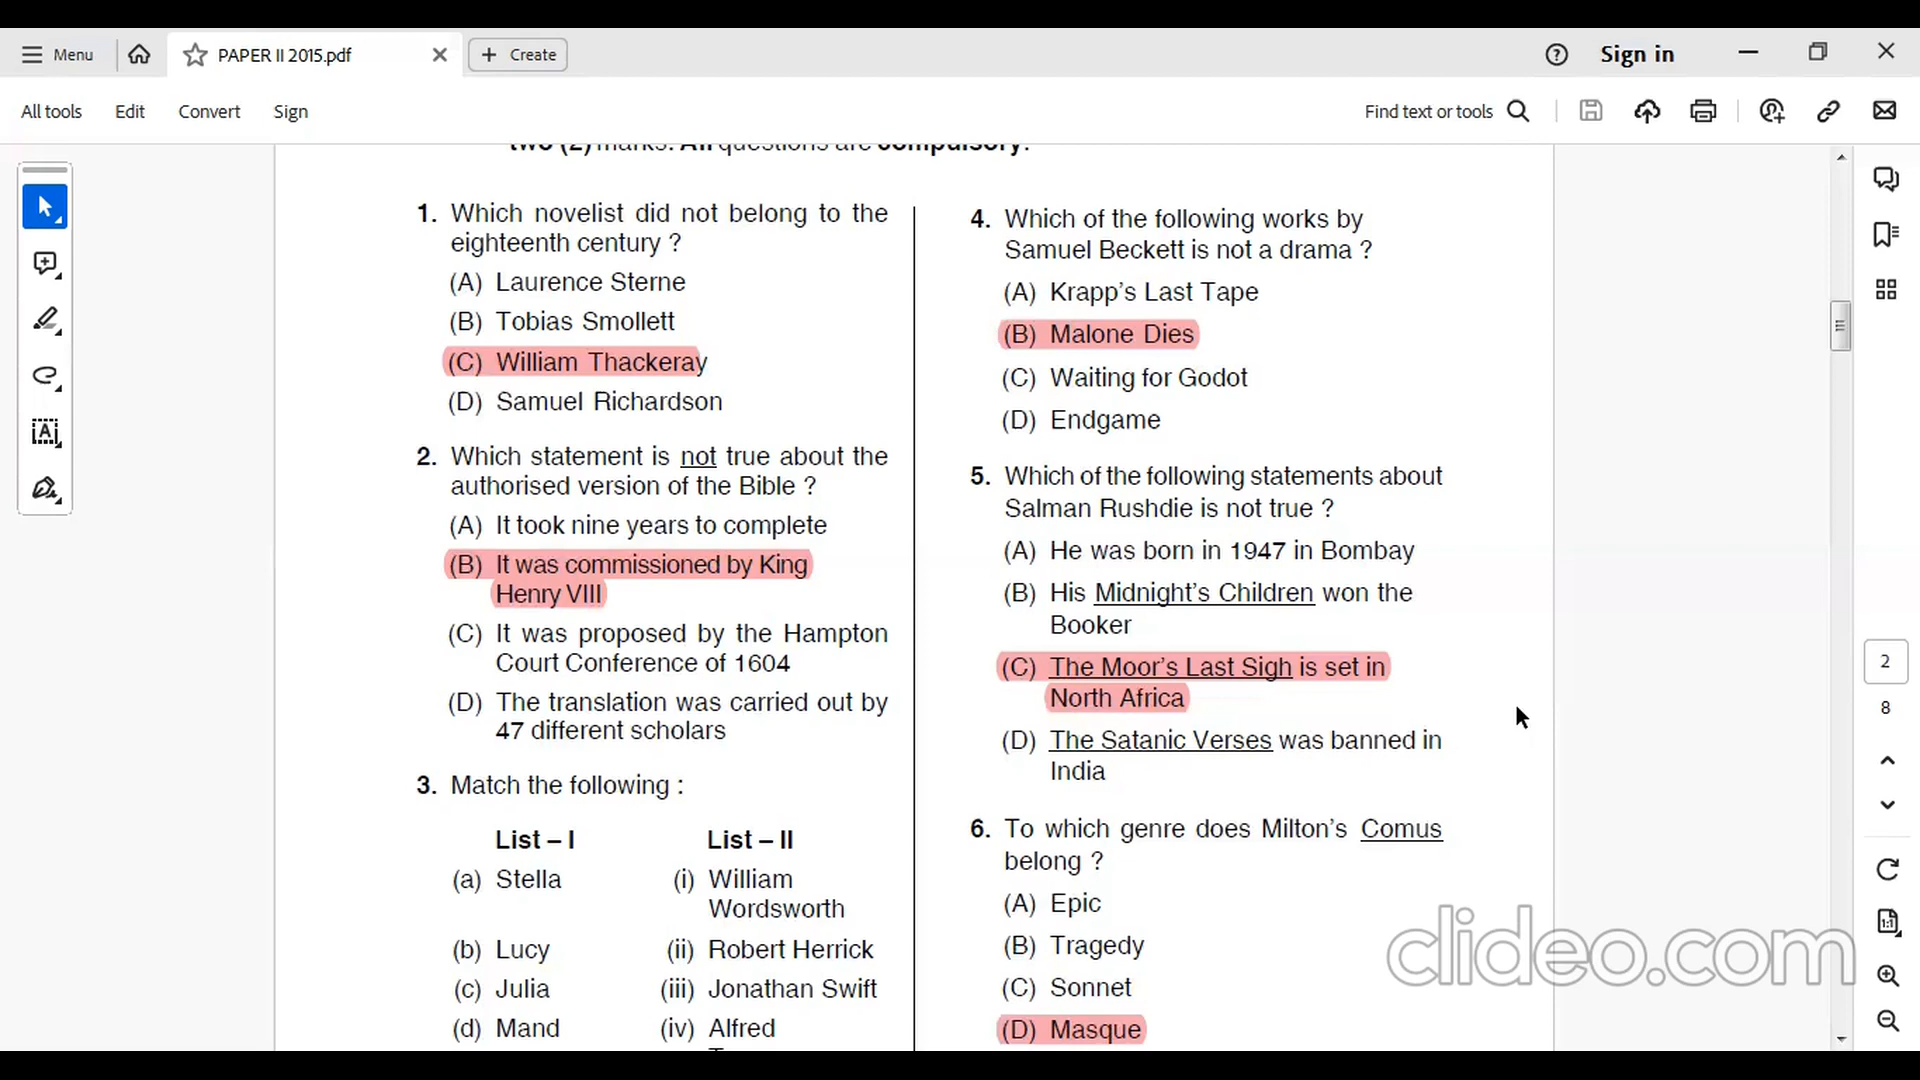 Menu
PAPER II 2015.pdf
Create
Sign in
All tools
Edit
Convert
Sign
Find text or tools
two (2) marks. All questions are compulsory.
1. Which novelist did not belong to the
eighteenth century ?
(A) Laurence Sterne
(B) Tobias Smollett
(C) William Thackeray
(D) Samuel Richardson
2. Which statement is not true about the
authorised version of the Bible ?
(A) It took nine years to complete
(B) It was commissioned by King
Henry VIII
(C) It was proposed by the Hampton
Court Conference of 1604
(D) The translation was carried out by
47 different scholars
3. Match the following :
List – I List – II
(a) Stella (i) William
Wordsworth
(b) Lucy (ii) Robert Herrick
(c) Julia (iii) Jonathan Swift
(d) Mand (iv) Alfred
4. Which of the following works by
Samuel Beckett is not a drama ?
(A) Krapp's Last Tape
(B) Malone Dies
(C) Waiting for Godot
(D) Endgame
5. Which of the following statements about
Salman Rushdie is not true ?
(A) He was born in 1947 in Bombay
(B) His Midnight's Children won the
Booker
(C) The Moor's Last Sigh is set in
North Africa
(D) The Satanic Verses was banned in
India
6. To which genre does Milton's Comus
belong ?
(A) Epic
(B) Tragedy
(C) Sonnet
(D) Masque
2
8
clideo.com